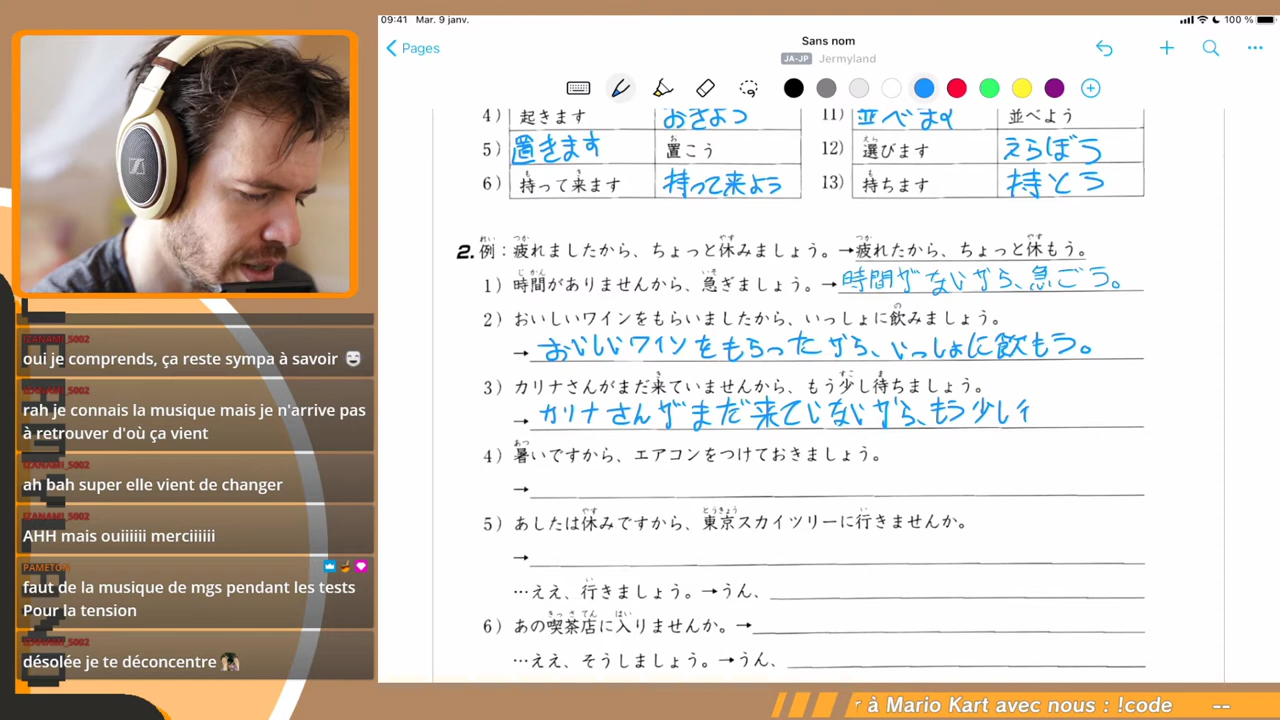 09:41 Mar. 9 janv.
100 %
Pages
Sans nom
JA-JP Jermyland
4) 起きます おきよう 11) 並べます 並べよう
5) 置きます 置こう 12) 選びます えらぼう
6) 持って来ます 持って来よう 13) 持ちます 持とう
2. 例：疲れましたから、ちょっと休みましょう。→疲れたから、ちょっと休もう。
1) 時間がありませんから、急ぎましょう。→時間がないがら、急ごう。
2) おいしいワインをもらいましたから、いっしょに飲みましょう。
→ おいしいワインをもらったがら、いっしょに飲もう。
3) カリナさんがまだ来ていませんから、もう少し待ちましょう。
→ カリナさんがまだ来ていないがら、もう少し
4) 暑いですから、エアコンをつけておきましょう。
→
5) あしたは休みですから、東京スカイツリーに行きませんか。
→
…ええ、行きましょう。→うん、
6) あの喫茶店に入りませんか。→
…ええ、そうしましょう。→うん、
IZANAMI_5002
oui je comprends, ça reste sympa à savoir
IZANAMI_5002
rah je connais la musique mais je n'arrive pas
à retrouver d'où ça vient
IZANAMI_5002
ah bah super elle vient de changer
IZANAMI_5002
AHH mais ouiiiiii merciiiiii
PAMETON
faut de la musique de mgs pendant les tests
Pour la tension
IZANAMI_5002
désolée je te déconcentre
r à Mario Kart avec nous : !code
--